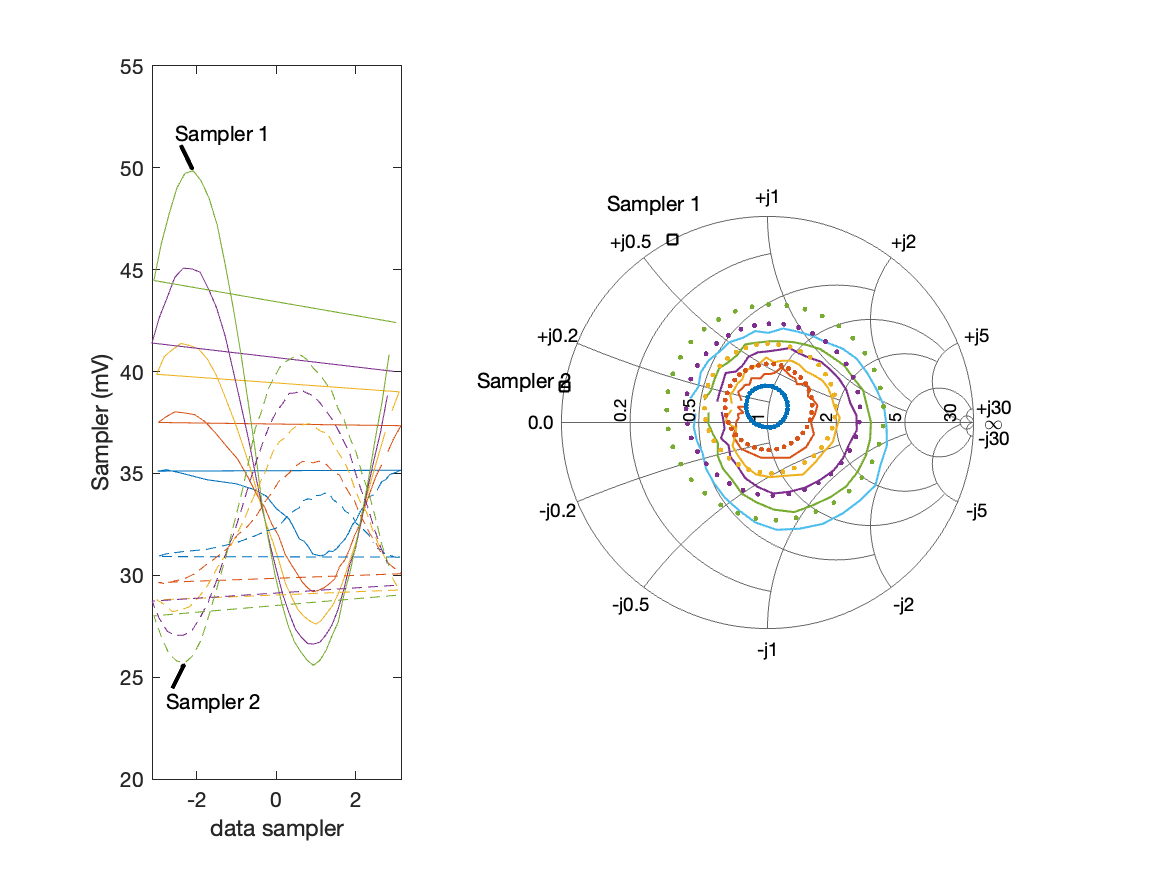 55
50
45
40
35
30
25
20
Sampler (mV)
-2
0
2
data sampler
Sampler 1
Sampler 2
Sampler 1
Sampler 2
+j1
+j0.5
+j2
+j0.2
+j5
0.0
0.2
0.5
1
2
5
30
+j30
∞
-j30
-j0.2
-j5
-j0.5
-j2
-j1